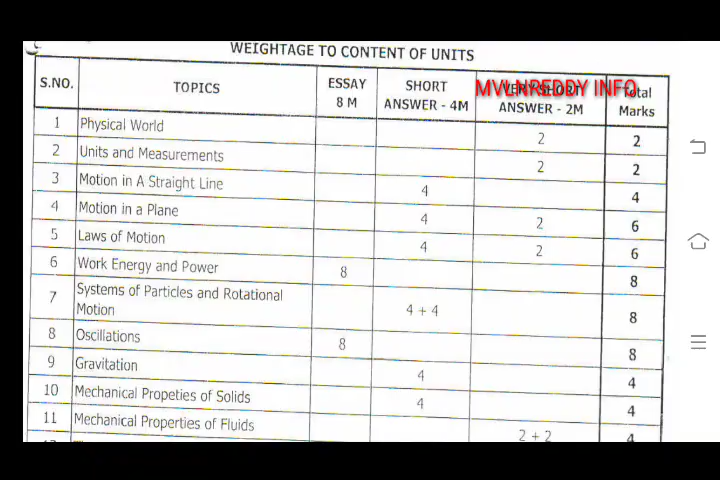 WEIGHTAGE TO CONTENT OF UNITS
S.NO. TOPICS ESSAY 8 M SHORT ANSWER - 4M VERY SHORT ANSWER - 2M Total Marks
MVLNREDDY INFO
1 Physical World 2 2
2 Units and Measurements 2 2
3 Motion in A Straight Line 4 4
4 Motion in a Plane 4 2 6
5 Laws of Motion 4 2 6
6 Work Energy and Power 8 8
7 Systems of Particles and Rotational Motion 4 + 4 8
8 Oscillations 8 8
9 Gravitation 4 4
10 Mechanical Propeties of Solids 4 4
11 Mechanical Properties of Fluids 2 + 2 4